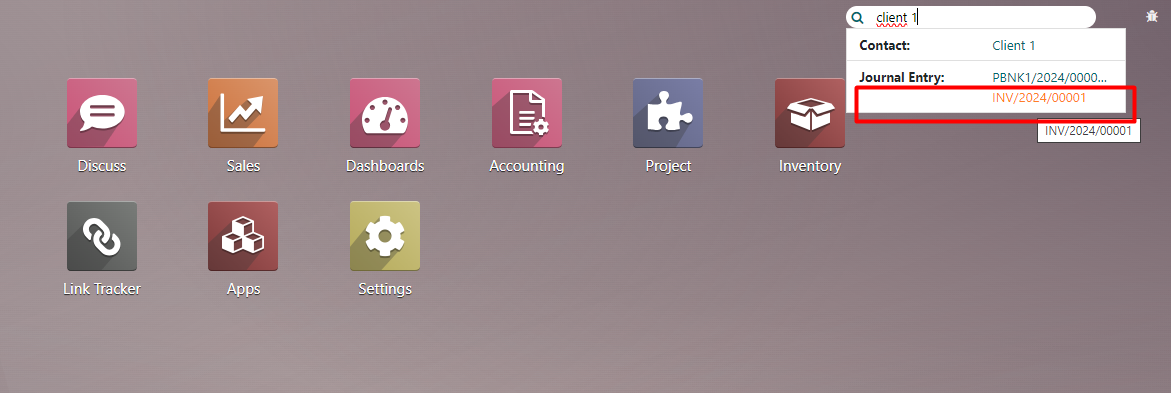 client 1
Contact: Client 1
Journal Entry: PBNK1/2024/0000...
INV/2024/00001
INV/2024/00001
Discuss Sales Dashboards Accounting Project Inventory
Link Tracker Apps Settings